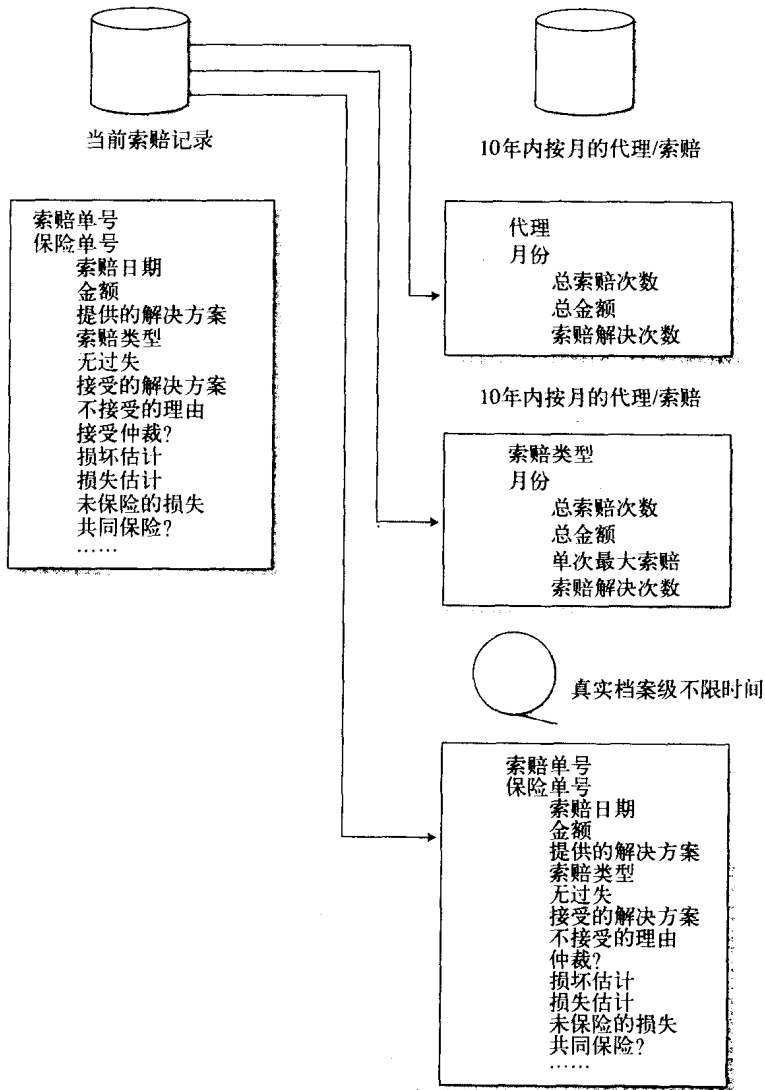 当前索赔记录
索赔单号
保险单号
索赔日期
金额
提供的解决方案
索赔类型
无过失
接受的解决方案
不接受的理由
接受仲裁?
损坏估计
损失估计
未保险的损失
共同保险?
……
10年内按月的代理/索赔
代理
月份
总索赔次数
总金额
索赔解决次数
10年内按月的代理/索赔
索赔类型
月份
总索赔次数
总金额
单次最大索赔
索赔解决次数
真实档案级不限时间
索赔单号
保险单号
索赔日期
金额
提供的解决方案
索赔类型
无过失
接受的解决方案
不接受的理由
仲裁?
损坏估计
损失估计
未保险的损失
共同保险?
……